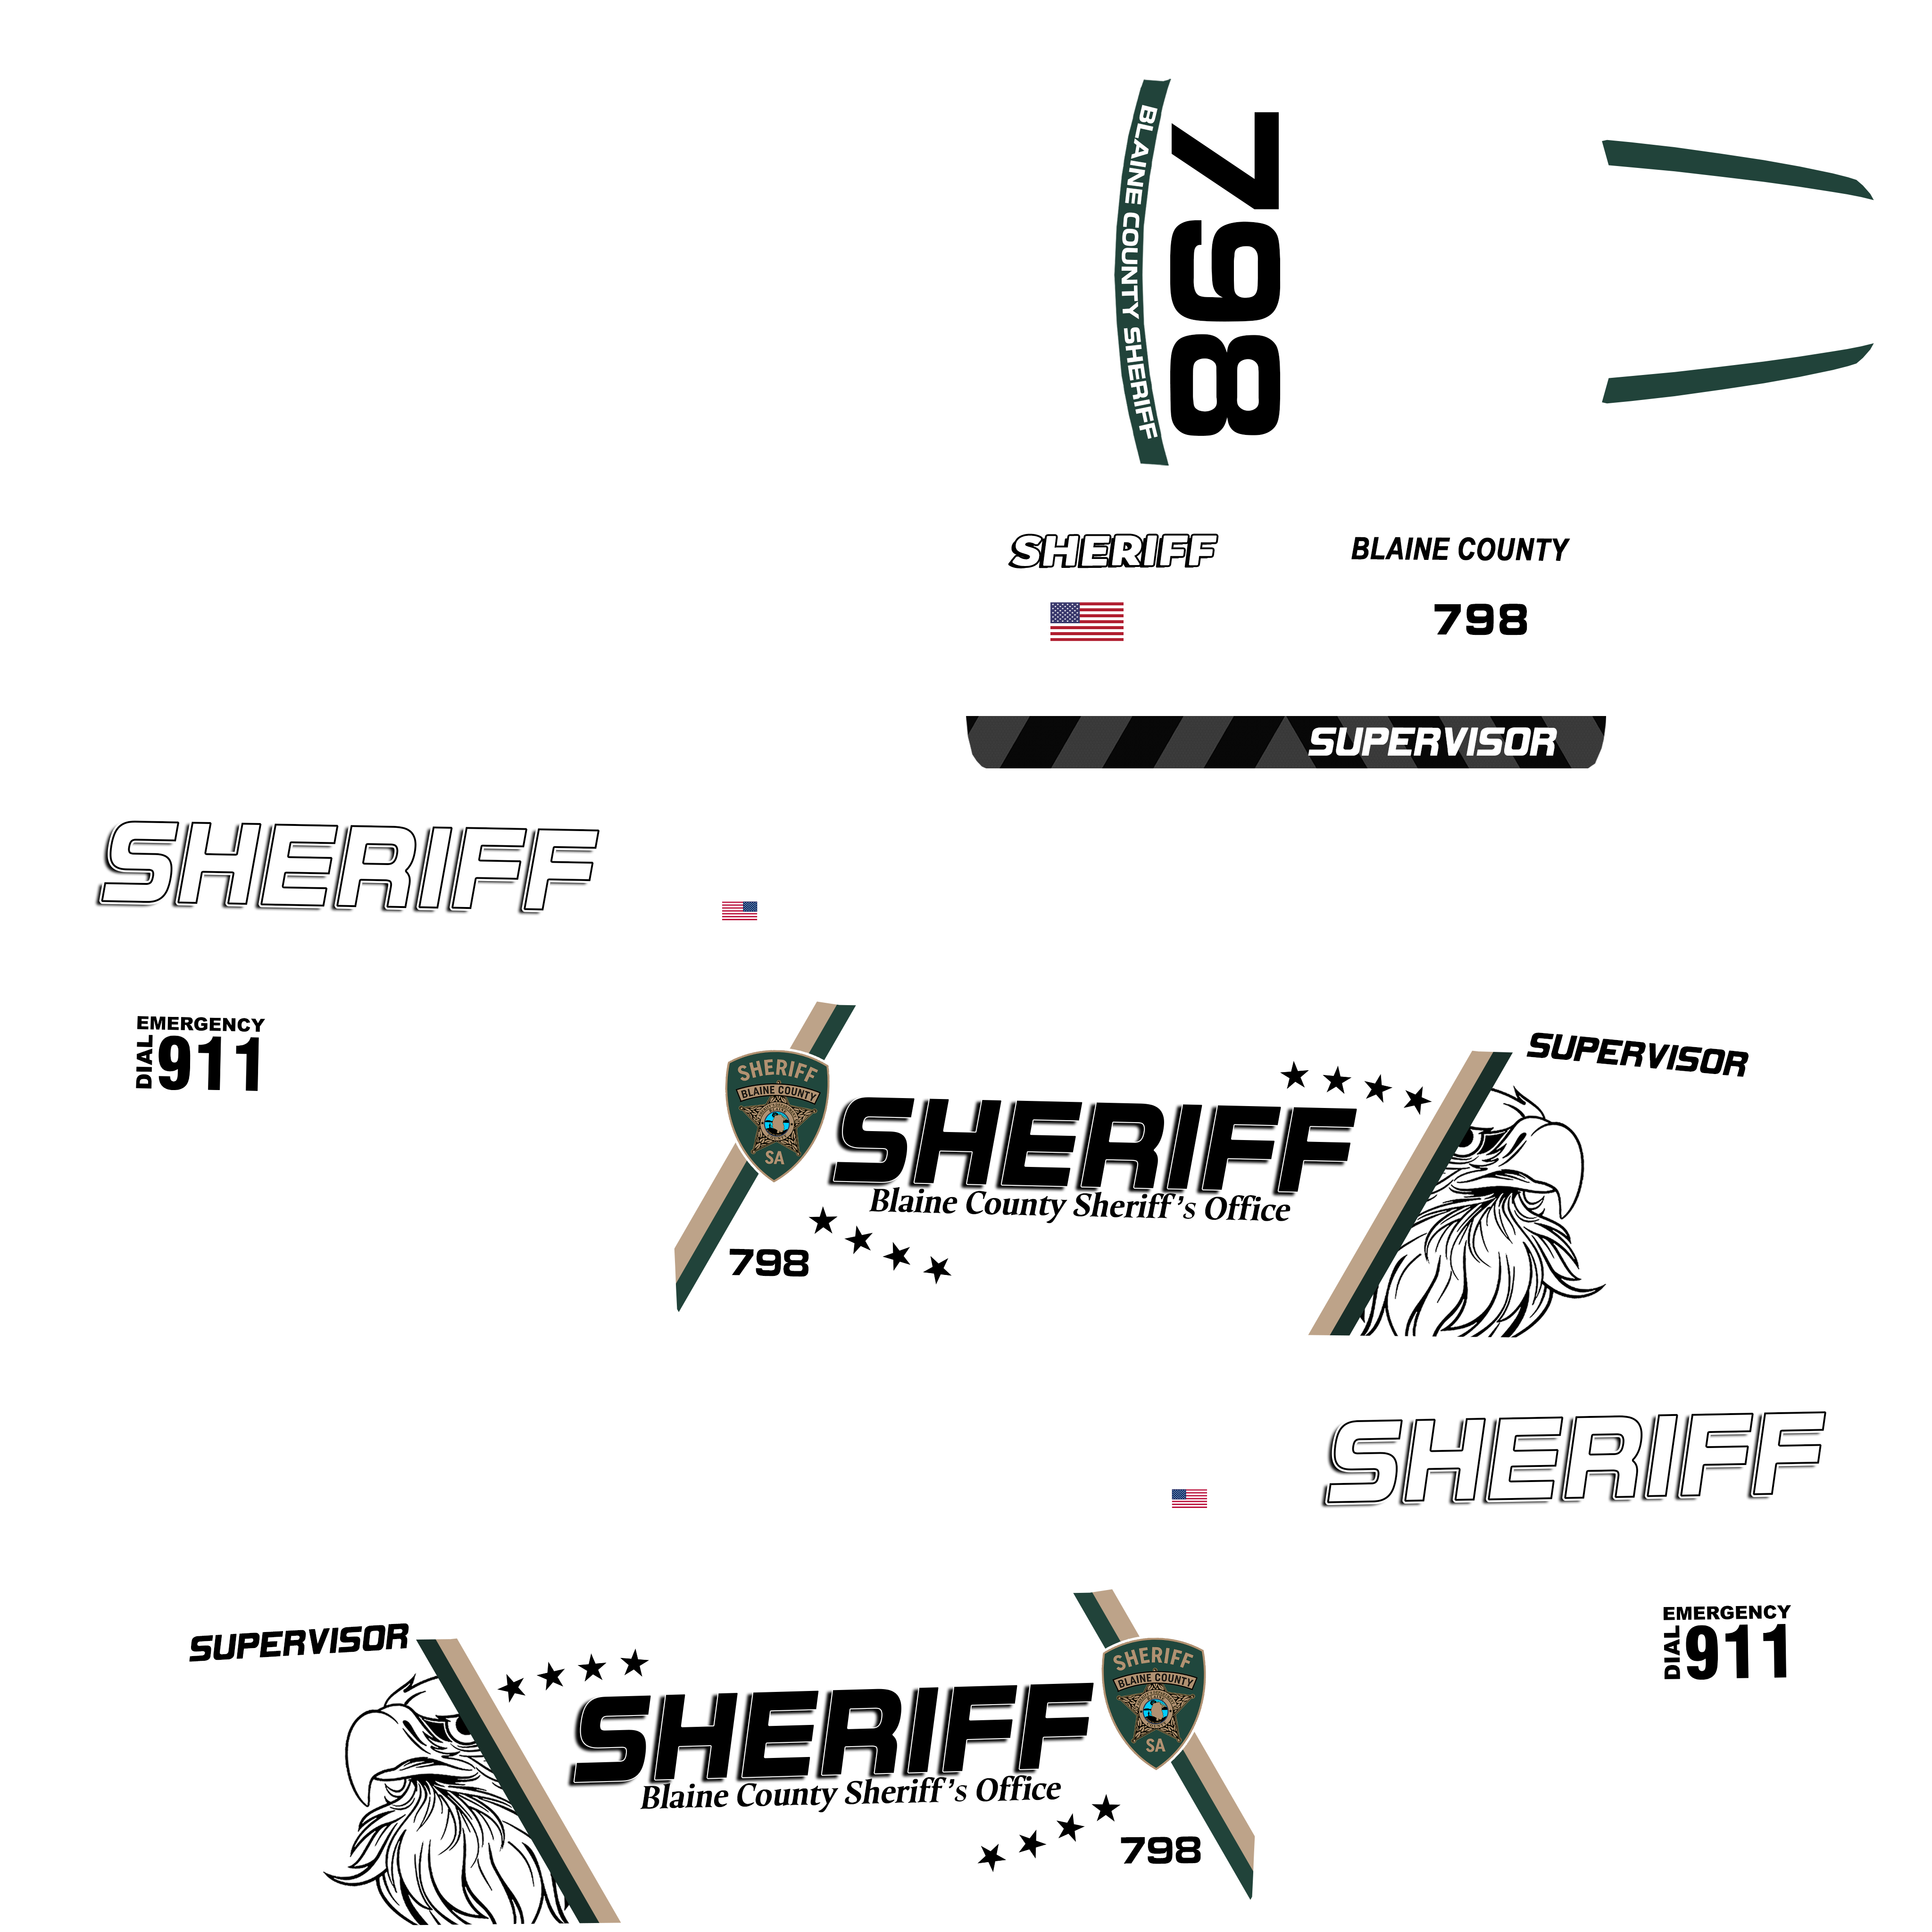 BLAINE COUNTY SHERIFF
798
SHERIFF
BLAINE COUNTY
798
SUPERVISOR
SHERIFF
EMERGENCY
DIAL
911
SHERIFF
BLAINE COUNTY
SA
SHERIFF
Blaine County Sheriff's Office
798
SUPERVISOR
SHERIFF
SUPERVISOR
SHERIFF
Blaine County Sheriff's Office
SHERIFF
BLAINE COUNTY
SA
798
EMERGENCY
DIAL
911